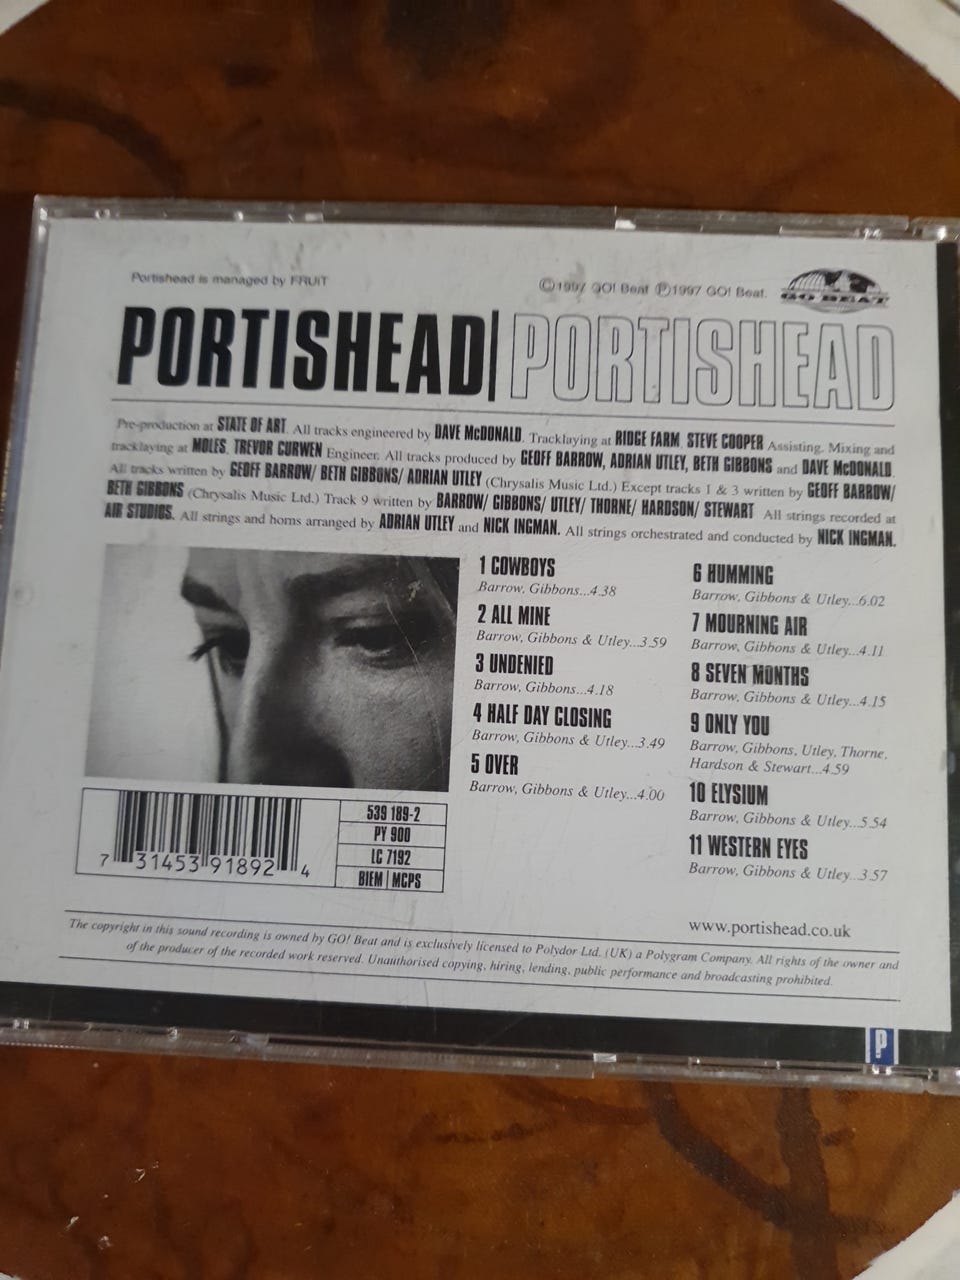 Portishead is managed by FRUIT
Ⓒ1997 GO! Beat Ⓟ1997 GO! Beat.
GO BEAT
PORTISHEAD| PORTISHEAD
Pre-production at STATE OF ART. All tracks engineered by DAVE McDONALD. Tracklaying at RIDGE FARM, STEVE COOPER Assisting. Mixing and
tracklaying at MOLES, TREVOR CURWEN Engineer. All tracks produced by GEOFF BARROW, ADRIAN UTLEY, BETH GIBBONS and DAVE McDONALD.
All tracks written by GEOFF BARROW/ BETH GIBBONS/ ADRIAN UTLEY (Chrysalis Music Ltd.) Except tracks 1 & 3 written by GEOFF BARROW/
BETH GIBBONS (Chrysalis Music Ltd.) Track 9 written by BARROW/ GIBBONS/ UTLEY/ THORNE/ HARDSON/ STEWART All strings recorded at
AIR STUDIOS. All strings and horns arranged by ADRIAN UTLEY and NICK INGMAN. All strings orchestrated and conducted by NICK INGMAN.
1 COWBOYS
Barrow, Gibbons...4.38
2 ALL MINE
Barrow, Gibbons & Utley...3.59
3 UNDENIED
Barrow, Gibbons...4.18
4 HALF DAY CLOSING
Barrow, Gibbons & Utley...3.49
5 OVER
Barrow, Gibbons & Utley...4.00
6 HUMMING
Barrow, Gibbons & Utley...6.02
7 MOURNING AIR
Barrow, Gibbons & Utley...4.11
8 SEVEN MONTHS
Barrow, Gibbons & Utley...4.15
9 ONLY YOU
Barrow, Gibbons, Utley, Thorne,
Hardson & Stewart...4.59
10 ELYSIUM
Barrow, Gibbons & Utley...5.54
11 WESTERN EYES
Barrow, Gibbons & Utley...3.57
539 189-2
PY 900
LC 7192
BIEM | MCPS
7 31453 91892 4
www.portishead.co.uk
The copyright in this sound recording is owned by GO! Beat and is exclusively licensed to Polydor Ltd. (UK) a Polygram Company. All rights of the owner and
of the producer of the recorded work reserved. Unauthorised copying, hiring, lending, public performance and broadcasting prohibited.
P